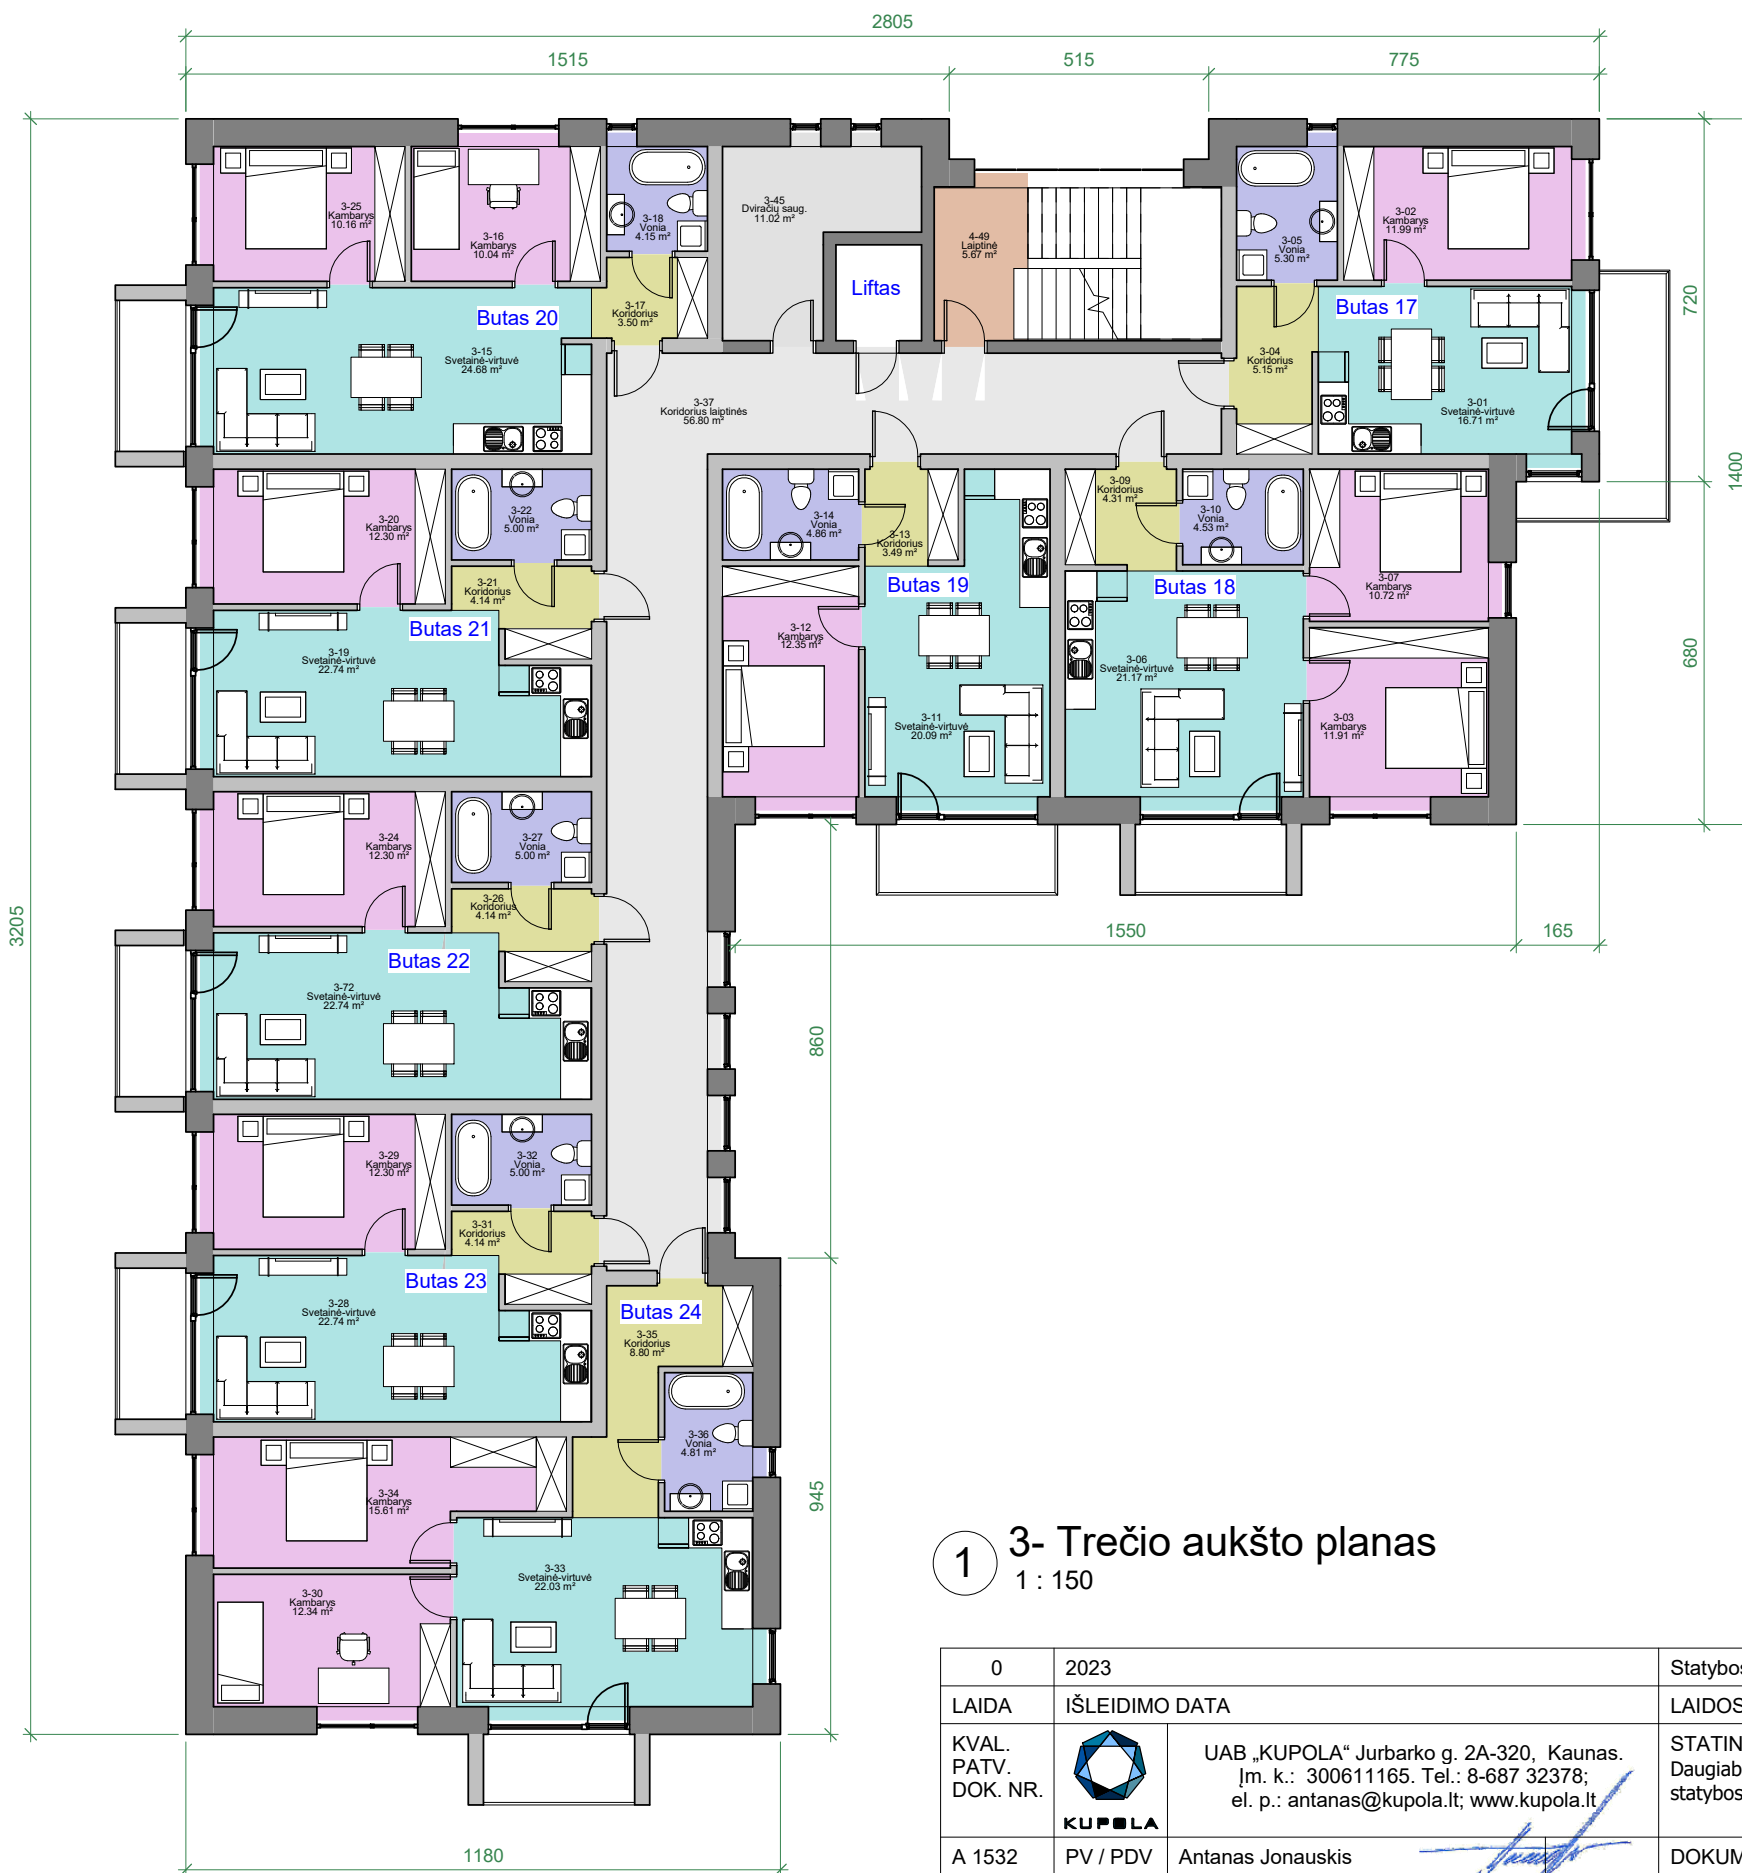 2805
1515
515
775
3-25
Kambarys
10.16 m²
3-16
Kambarys
10.04 m²
3-18
Vonia
4.15 m²
3-45
Dviračių saug.
11.02 m²
4-49
Laiptinė
5.67 m²
3-05
Vonia
5.30 m²
3-02
Kambarys
11.99 m²
Liftas
Butas 20
3-17
Koridorius
3.50 m²
Butas 17
720
3-15
Svetainė-virtuvė
24.68 m²
3-04
Koridorius
5.15 m²
3-37
Koridorius laiptinės
56.80 m²
3-01
Svetainė-virtuvė
16.71 m²
1400
3-20
Kambarys
12.30 m²
3-22
Vonia
5.00 m²
3-14
Vonia
4.86 m²
3-13
Koridorius
3.49 m²
3-09
Koridorius
4.31 m²
3-10
Vonia
4.53 m²
3-07
Kambarys
10.72 m²
3-21
Koridorius
4.14 m²
Butas 19
Butas 18
Butas 21
3-19
Svetainė-virtuvė
22.74 m²
3-12
Kambarys
12.35 m²
3-06
Svetainė-virtuvė
21.17 m²
680
3-11
Svetainė-virtuvė
20.09 m²
3-03
Kambarys
11.91 m²
3-24
Kambarys
12.30 m²
3-27
Vonia
5.00 m²
3-26
Koridorius
4.14 m²
3205
1550
165
Butas 22
3-72
Svetainė-virtuvė
22.74 m²
860
3-29
Kambarys
12.30 m²
3-32
Vonia
5.00 m²
3-31
Koridorius
4.14 m²
Butas 23
3-28
Svetainė-virtuvė
22.74 m²
Butas 24
3-35
Koridorius
8.80 m²
3-36
Vonia
4.81 m²
945
3-34
Kambarys
15.61 m²
3-33
Svetainė-virtuvė
22.03 m²
3-30
Kambarys
12.34 m²
1180
1
3- Trečio aukšto planas
1 : 150
0
2023
Statybos
LAIDA
IŠLEIDIMO DATA
LAIDOS
KVAL.
PATV.
DOK. NR.
KUPOLA
UAB „KUPOLA“ Jurbarko g. 2A-320, Kaunas.
Įm. k.: 300611165. Tel.: 8-687 32378;
el. p.: antanas@kupola.lt; www.kupola.lt
STATIN
Daugiab
statybos
A 1532
PV / PDV
Antanas Jonauskis
DOKUM